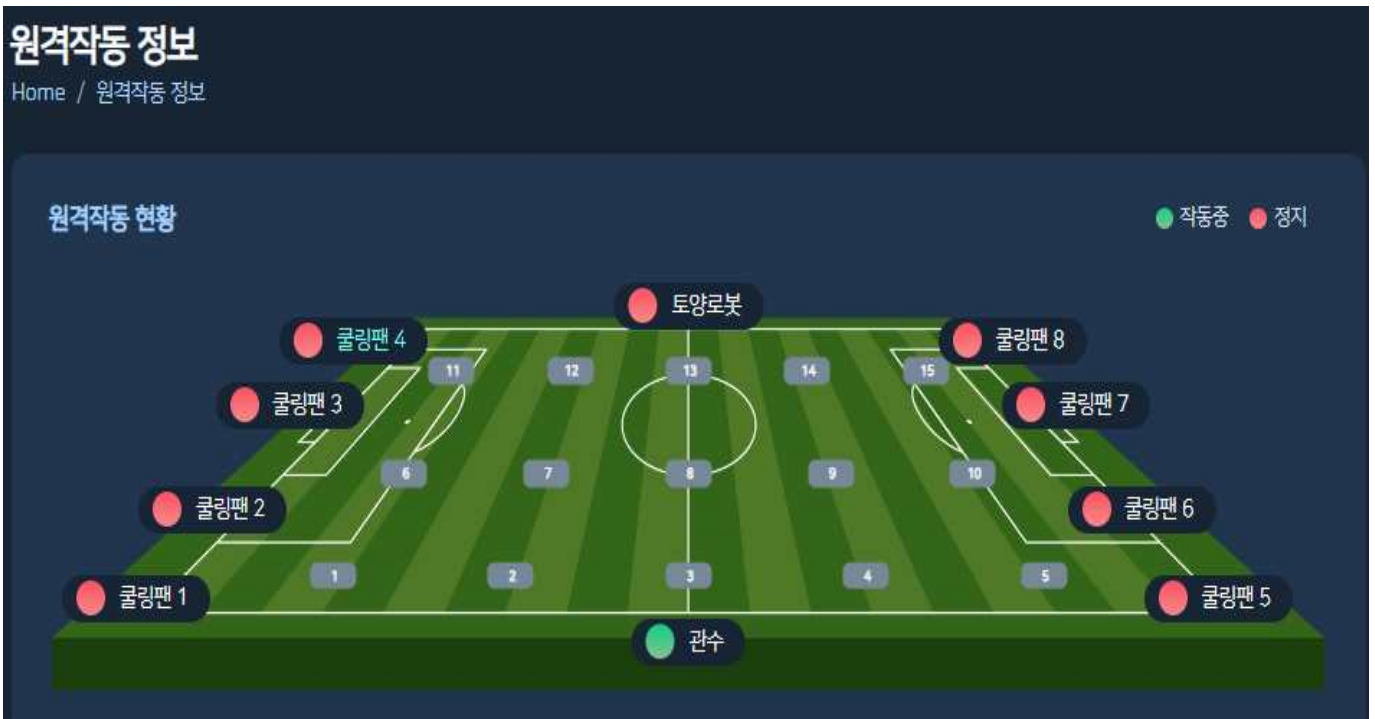 원격작동 정보
Home / 원격작동 정보
원격작동 현황
작동중 정지
토양로봇
쿨링팬 4
쿨링팬 8
11 12 13 14 15
쿨링팬 3
쿨링팬 7
6 7 8 9 10
쿨링팬 2
쿨링팬 6
1 2 3 4 5
쿨링팬 1
쿨링팬 5
관수